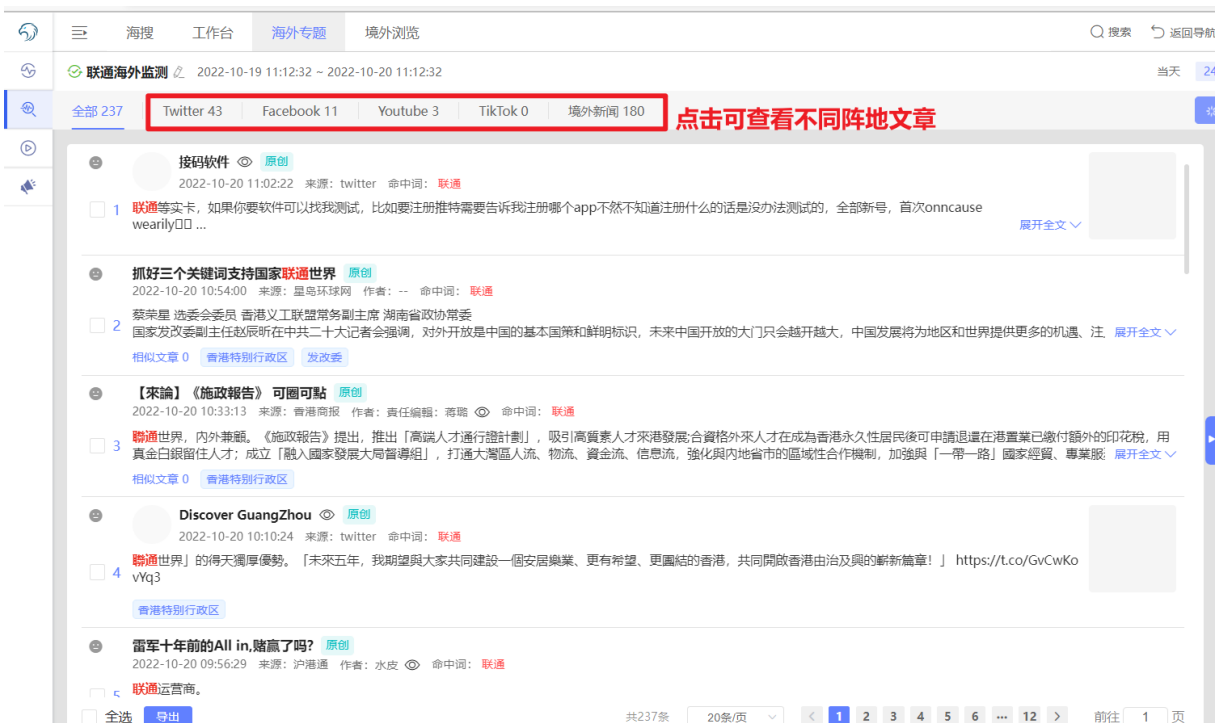 海搜 工作台 海外专题 境外浏览 搜索 返回导航
联通海外监测 2022-10-19 11:12:32 ~ 2022-10-20 11:12:32 当天 24
全部 237 Twitter 43 Facebook 11 Youtube 3 TikTok 0 境外新闻 180 点击可查看不同阵地文章
接码软件 原创
2022-10-20 11:02:22 来源：twitter 命中词：联通
1 联通等实卡，如果你要软件可以找我测试，比如要注册推特需要告诉我注册哪个app不然不知道注册什么的话是没办法测试的，全部新号，首次onncause
wearily▯▯ ... 展开全文
抓好三个关键词支持国家联通世界 原创
2022-10-20 10:54:00 来源：星岛环球网 作者：-- 命中词：联通
蔡荣星 选委会委员 香港义工联盟常务副主席 湖南省政协常委
2 国家发改委副主任赵辰昕在中共二十大记者会强调，对外开放是中国的基本国策和鲜明标识，未来中国开放的大门只会越开越大，中国发展将为地区和世界提供更多的机遇、注 展开全文
相似文章 0 香港特别行政区 发改委
【來論】《施政報告》 可圈可點 原创
2022-10-20 10:33:13 来源：香港商报 作者：責任編輯：蒋璐 命中词：联通
3 聯通世界，内外兼顧。《施政報告》提出，推出「高端人才通行證計劃」，吸引高質素人才來港發展;合資格外來人才在成為香港永久性居民後可申請退還在港置業已繳付額外的印花稅，用
真金白銀留住人才；成立「融入國家發展大局督導組」，打通大灣區人流、物流、資金流、信息流，強化與内地省市的區域性合作機制，加強與「一帶一路」國家經貿、專業服 展开全文
相似文章 0 香港特别行政区
Discover GuangZhou 原创
2022-10-20 10:10:24 来源：twitter 命中词：联通
4 聯通世界」的得天獨厚優勢。「未來五年，我期望與大家共同建設一個安居樂業、更有希望、更團結的香港，共同開啟香港由治及興的嶄新篇章！」 https://t.co/GvCwKo
vYq3
香港特别行政区
雷军十年前的All in,赌赢了吗? 原创
2022-10-20 09:56:29 来源：沪港通 作者：水皮 命中词：联通
5 联通运营商。
全选 导出 共237条 20条/页 1 2 3 4 5 6 ... 12 前往 1 页